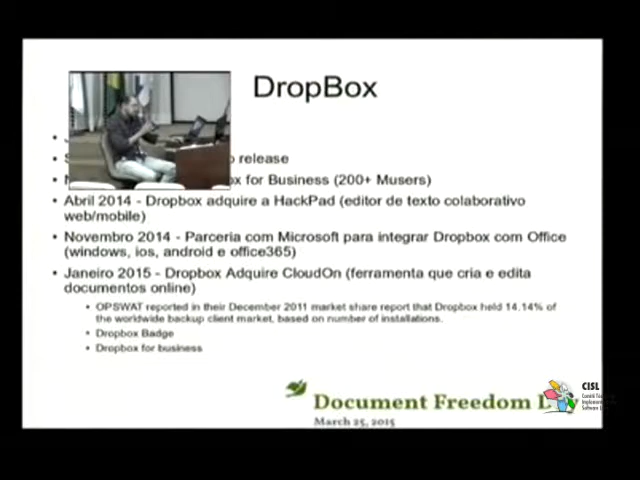 DropBox
release
ox for Business (200+ Musers)
Abril 2014 - Dropbox adquire a HackPad (editor de texto colaborativo
web/mobile)
Novembro 2014 - Parceria com Microsoft para integrar Dropbox com Office
(windows, ios, android e office365)
Janeiro 2015 - Dropbox Adquire CloudOn (ferramenta que cria e edita
documentos online)
OPSWAT reported in their December 2011 market share report that Dropbox held 14.14% of
the worldwide backup client market, based on number of installations.
Dropbox Badge
Dropbox for business
Document Freedom D
March 25, 2015
CISL